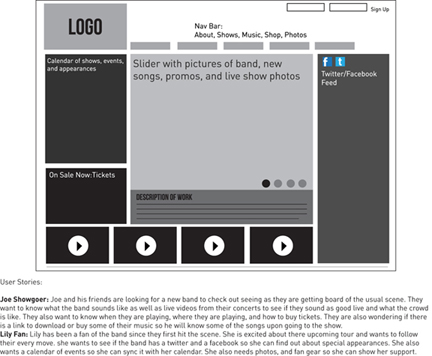 Sign Up
LOGO
Nav Bar:
About, Shows, Music, Shop, Photos
Calendar of shows, events,
and appearances
Slider with pictures of band, new
songs, promos, and live show photos
f t
Twitter/Facebook
Feed
On Sale Now:Tickets
DESCRIPTION OF WORK
User Stories:
Joe Showgoer: Joe and his friends are looking for a new band to check out seeing as they are getting board of the usual scene. They
want to know what the band sounds like as well as live videos from their concerts to see if they sound as good live and what the crowd
is like. They also want to know when they are playing, where they are playing, and how to buy tickets. They are also wondering if there
is a link to download or buy some of their music so he will know some of the songs upon going to the show.
Lily Fan: Lily has been a fan of the band since they first hit the scene. She is excited about there upcoming tour and wants to follow
their every move. she wants to see if the band has a twitter and a facebook so she can find out about special appearances. She also
wants a calendar of events so she can sync it with her calendar. She also needs photos, and fan gear so she can show her support.